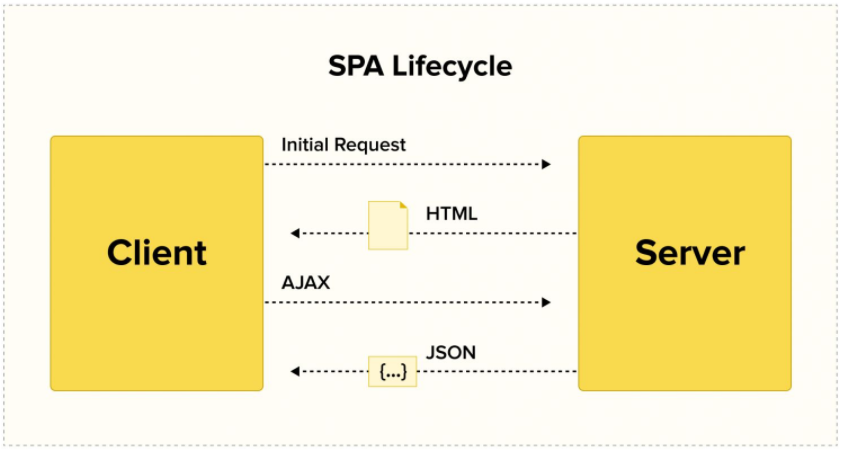 SPA Lifecycle
Initial Request
HTML
Client
Server
AJAX
JSON
{...}